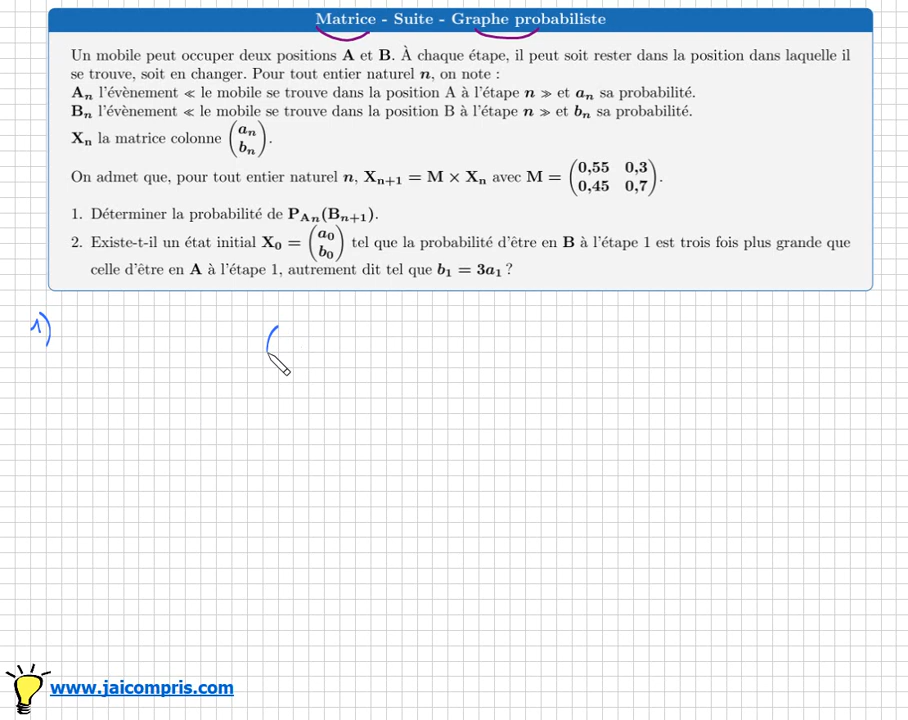 Matrice - Suite - Graphe probabiliste
Un mobile peut occuper deux positions A et B. À chaque étape, il peut soit rester dans la position dans laquelle il
se trouve, soit en changer. Pour tout entier naturel n, on note :
Aₙ l'évènement ≪ le mobile se trouve dans la position A à l'étape n ≫ et aₙ sa probabilité.
Bₙ l'évènement ≪ le mobile se trouve dans la position B à l'étape n ≫ et bₙ sa probabilité.
Xₙ la matrice colonne (aₙ bₙ).
On admet que, pour tout entier naturel n, Xₙ₊₁ = M × Xₙ avec M = (0,55 0,3 0,45 0,7).
1. Déterminer la probabilité de P_Aₙ(Bₙ₊₁).
2. Existe-t-il un état initial X₀ = (a₀ b₀) tel que la probabilité d'être en B à l'étape 1 est trois fois plus grande que
celle d'être en A à l'étape 1, autrement dit tel que b₁ = 3a₁ ?
1) (
www.jaicompris.com